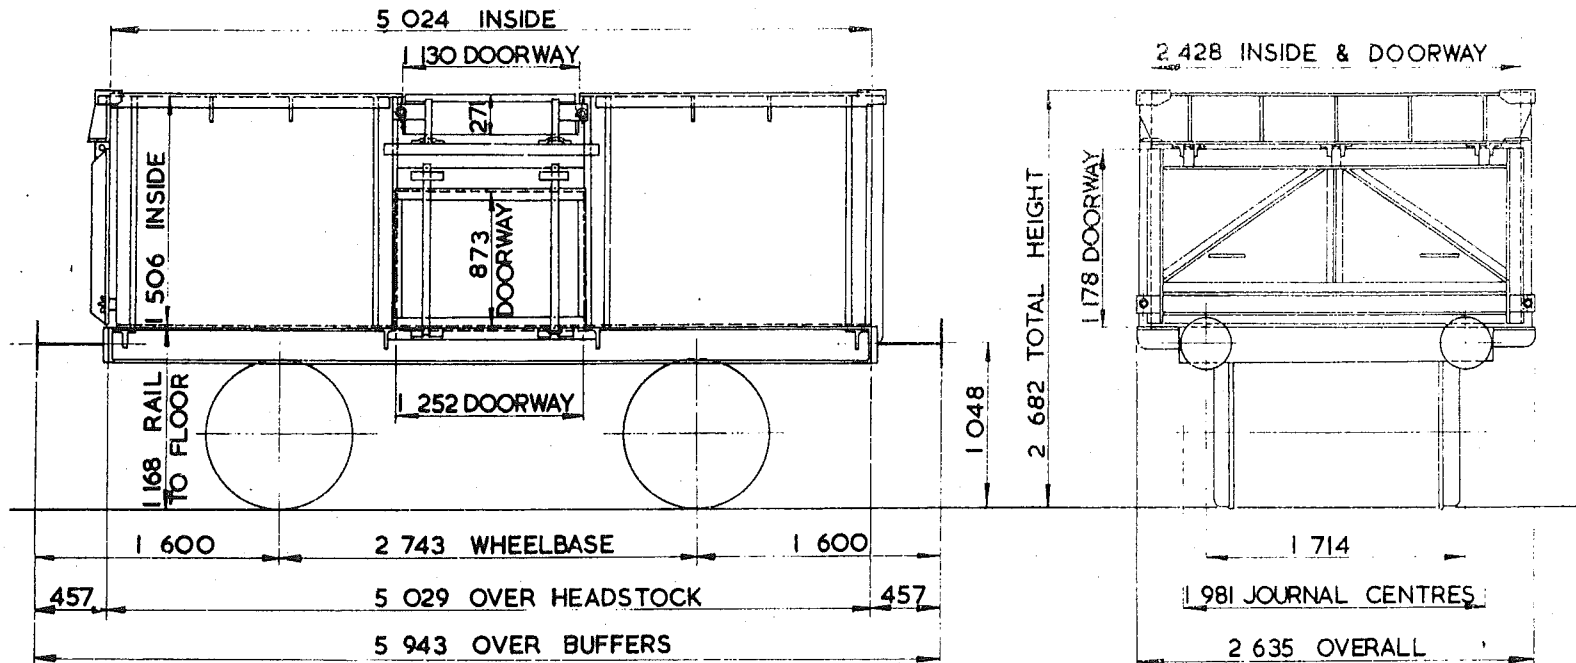 5 024 INSIDE
1 130 DOORWAY
271
1 506 INSIDE
873
DOORWAY
1 252 DOORWAY
1 168 RAIL
TO FLOOR
1 048
1 600
2 743 WHEELBASE
1 600
457
5 029 OVER HEADSTOCK
457
5 943 OVER BUFFERS
2 428 INSIDE & DOORWAY
2 682 TOTAL HEIGHT
1 178 DOORWAY
1 714
1 981 JOURNAL CENTRES
2 635 OVERALL